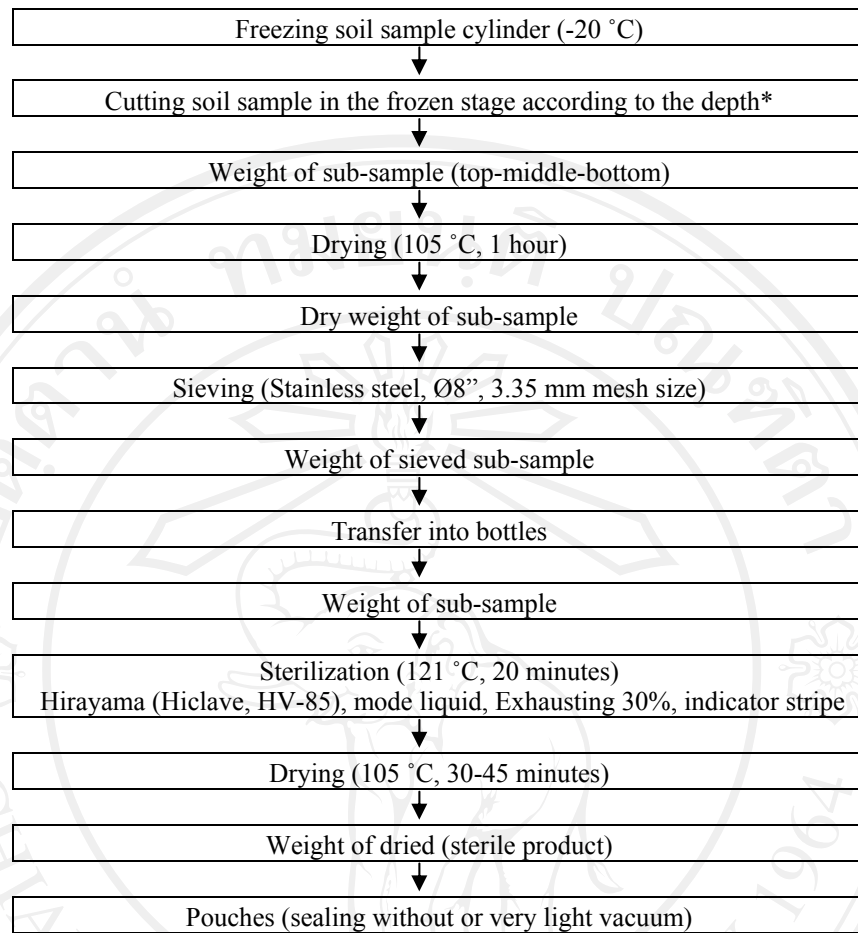 Freezing soil sample cylinder (-20 ˚C)
Cutting soil sample in the frozen stage according to the depth*
Weight of sub-sample (top-middle-bottom)
Drying (105 ˚C, 1 hour)
Dry weight of sub-sample
Sieving (Stainless steel, Ø8”, 3.35 mm mesh size)
Weight of sieved sub-sample
Transfer into bottles
Weight of sub-sample
Sterilization (121 ˚C, 20 minutes)
Hirayama (Hiclave, HV-85), mode liquid, Exhausting 30%, indicator stripe
Drying (105 ˚C, 30-45 minutes)
Weight of dried (sterile product)
Pouches (sealing without or very light vacuum)
1964